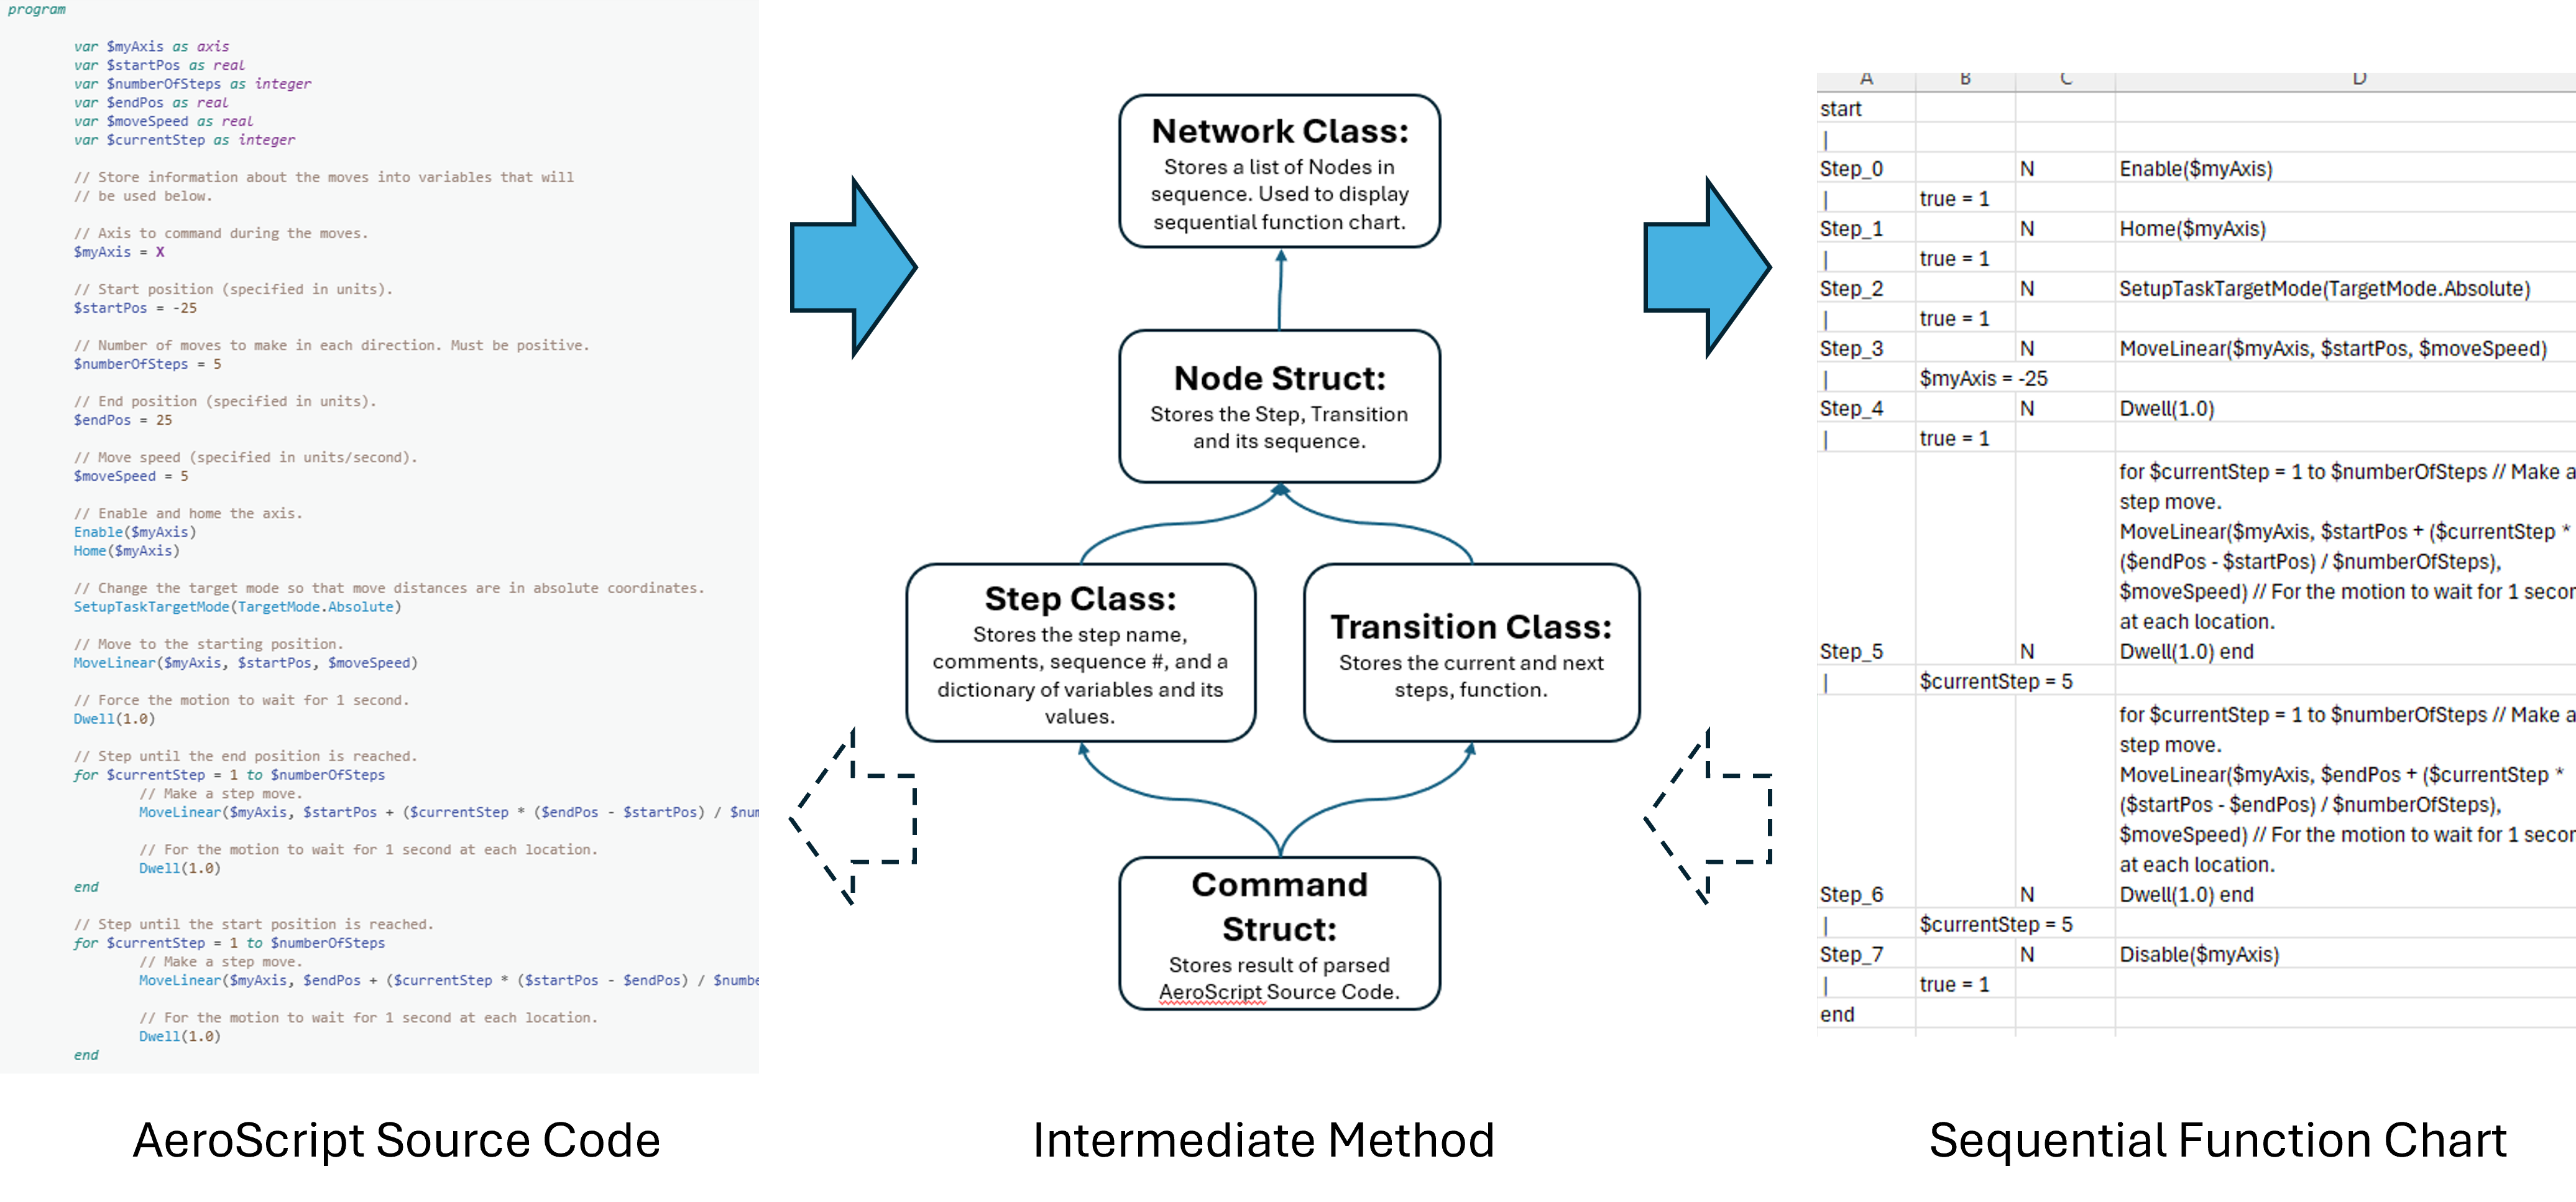 program
var $myAxis as axis
var $startPos as real
var $numberOfSteps as integer
var $endPos as real
var $moveSpeed as real
var $currentStep as integer
// Store information about the moves into variables that will
// be used below.
// Axis to command during the moves.
$myAxis = X
// Start position (specified in units).
$startPos = -25
// Number of moves to make in each direction. Must be positive.
$numberOfSteps = 5
// End position (specified in units).
$endPos = 25
// Move speed (specified in units/second).
$moveSpeed = 5
// Enable and home the axis.
Enable($myAxis)
Home($myAxis)
// Change the target mode so that move distances are in absolute coordinates.
SetupTaskTargetMode(TargetMode.Absolute)
// Move to the starting position.
MoveLinear($myAxis, $startPos, $moveSpeed)
// Force the motion to wait for 1 second.
Dwell(1.0)
// Step until the end position is reached.
for $currentStep = 1 to $numberOfSteps
// Make a step move.
MoveLinear($myAxis, $startPos + ($currentStep * ($endPos - $startPos) / $num
// For the motion to wait for 1 second at each location.
Dwell(1.0)
end
// Step until the start position is reached.
for $currentStep = 1 to $numberOfSteps
// Make a step move.
MoveLinear($myAxis, $endPos + ($currentStep * ($startPos - $endPos) / $numbe
// For the motion to wait for 1 second at each location.
Dwell(1.0)
end
AeroScript Source Code
Network Class:
Stores a list of Nodes in
sequence. Used to display
sequential function chart.
Node Struct:
Stores the Step, Transition
and its sequence.
Step Class:
Stores the step name,
comments, sequence #, and a
dictionary of variables and its
values.
Transition Class:
Stores the current and next
steps, function.
Command
Struct:
Stores result of parsed
AeroScript Source Code.
Intermediate Method
A B C D
start
|
Step_0 N Enable($myAxis)
| true = 1
Step_1 N Home($myAxis)
| true = 1
Step_2 N SetupTaskTargetMode(TargetMode.Absolute)
| true = 1
Step_3 N MoveLinear($myAxis, $startPos, $moveSpeed)
| $myAxis = -25
Step_4 N Dwell(1.0)
| true = 1
for $currentStep = 1 to $numberOfSteps // Make a
step move.
MoveLinear($myAxis, $startPos + ($currentStep *
($endPos - $startPos) / $numberOfSteps),
$moveSpeed) // For the motion to wait for 1 secon
at each location.
Step_5 N Dwell(1.0) end
| $currentStep = 5
for $currentStep = 1 to $numberOfSteps // Make a
step move.
MoveLinear($myAxis, $endPos + ($currentStep *
($startPos - $endPos) / $numberOfSteps),
$moveSpeed) // For the motion to wait for 1 secon
at each location.
Step_6 N Dwell(1.0) end
| $currentStep = 5
Step_7 N Disable($myAxis)
| true = 1
end
Sequential Function Chart